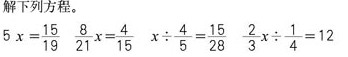 解下列方程。
5 x = 15/19   8/21 x = 4/15   x ÷ 4/5 = 15/28   2/3 x ÷ 1/4 = 12